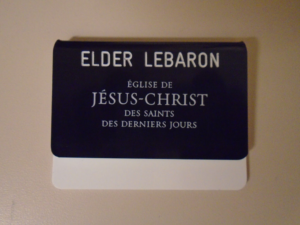 ELDER LEBARON
ÉGLISE DE
JÉSUS-CHRIST
DES SAINTS
DES DERNIERS JOURS